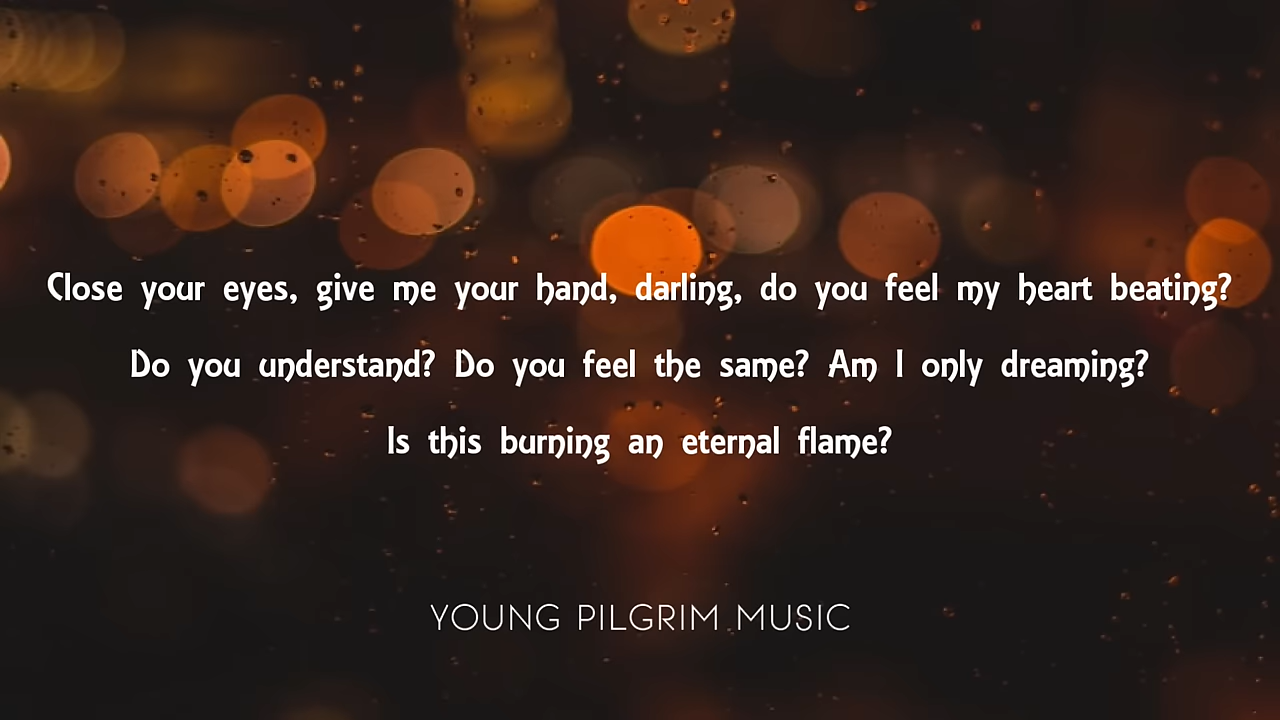 Close your eyes, give me your hand, darling, do you feel my heart beating?
Do you understand? Do you feel the same? Am I only dreaming?
Is this burning an eternal flame?
YOUNG PILGRIM MUSIC